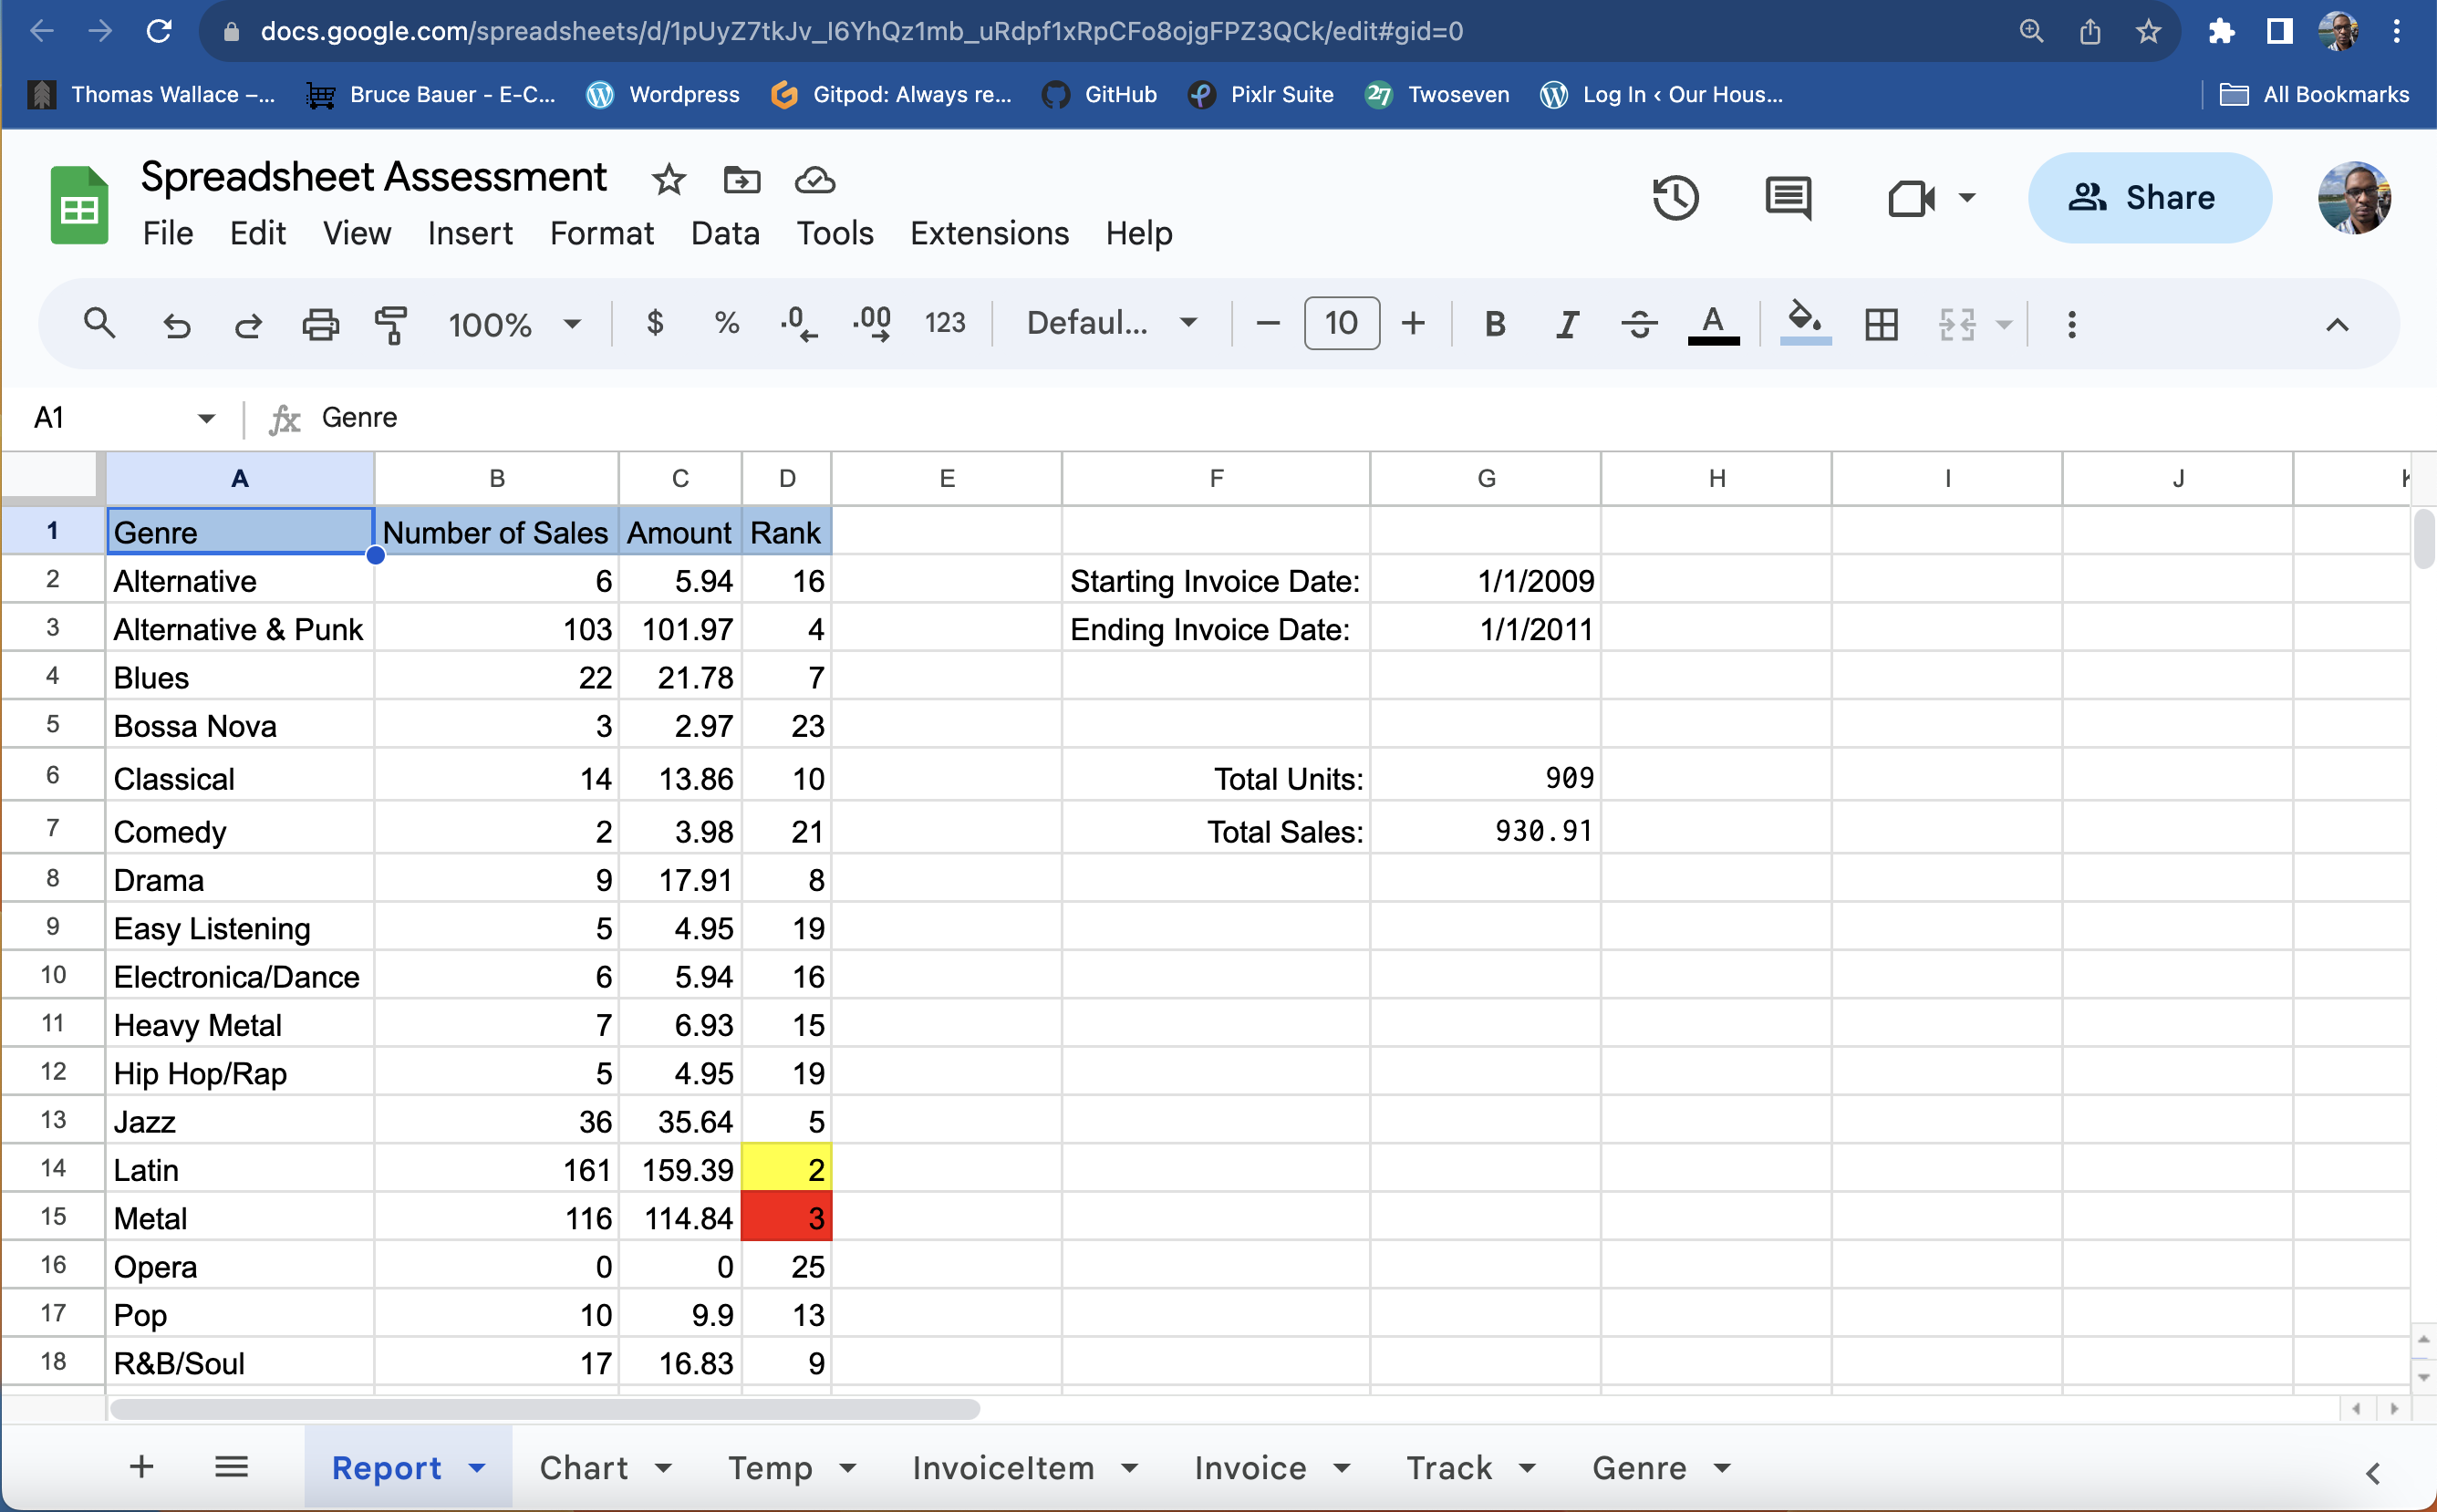 docs.google.com/spreadsheets/d/1pUyZ7tkJv_I6YhQz1mb_uRdpf1xRpCFo8ojgFPZ3QCk/edit#gid=0
Thomas Wallace –... Bruce Bauer - E-C... Wordpress Gitpod: Always re... GitHub Pixlr Suite 27 Twoseven Log In ‹ Our Hous... All Bookmarks
Spreadsheet Assessment
File Edit View Insert Format Data Tools Extensions Help
Share
100% $ % .0 .00 123 Defaul... 10 B I A
A1 fx Genre
A B C D E F G H I J
1 Genre Number of Sales Amount Rank
2 Alternative 6 5.94 16 Starting Invoice Date: 1/1/2009
3 Alternative & Punk 103 101.97 4 Ending Invoice Date: 1/1/2011
4 Blues 22 21.78 7
5 Bossa Nova 3 2.97 23
6 Classical 14 13.86 10 Total Units: 909
7 Comedy 2 3.98 21 Total Sales: 930.91
8 Drama 9 17.91 8
9 Easy Listening 5 4.95 19
10 Electronica/Dance 6 5.94 16
11 Heavy Metal 7 6.93 15
12 Hip Hop/Rap 5 4.95 19
13 Jazz 36 35.64 5
14 Latin 161 159.39 2
15 Metal 116 114.84 3
16 Opera 0 0 25
17 Pop 10 9.9 13
18 R&B/Soul 17 16.83 9
Report Chart Temp InvoiceItem Invoice Track Genre